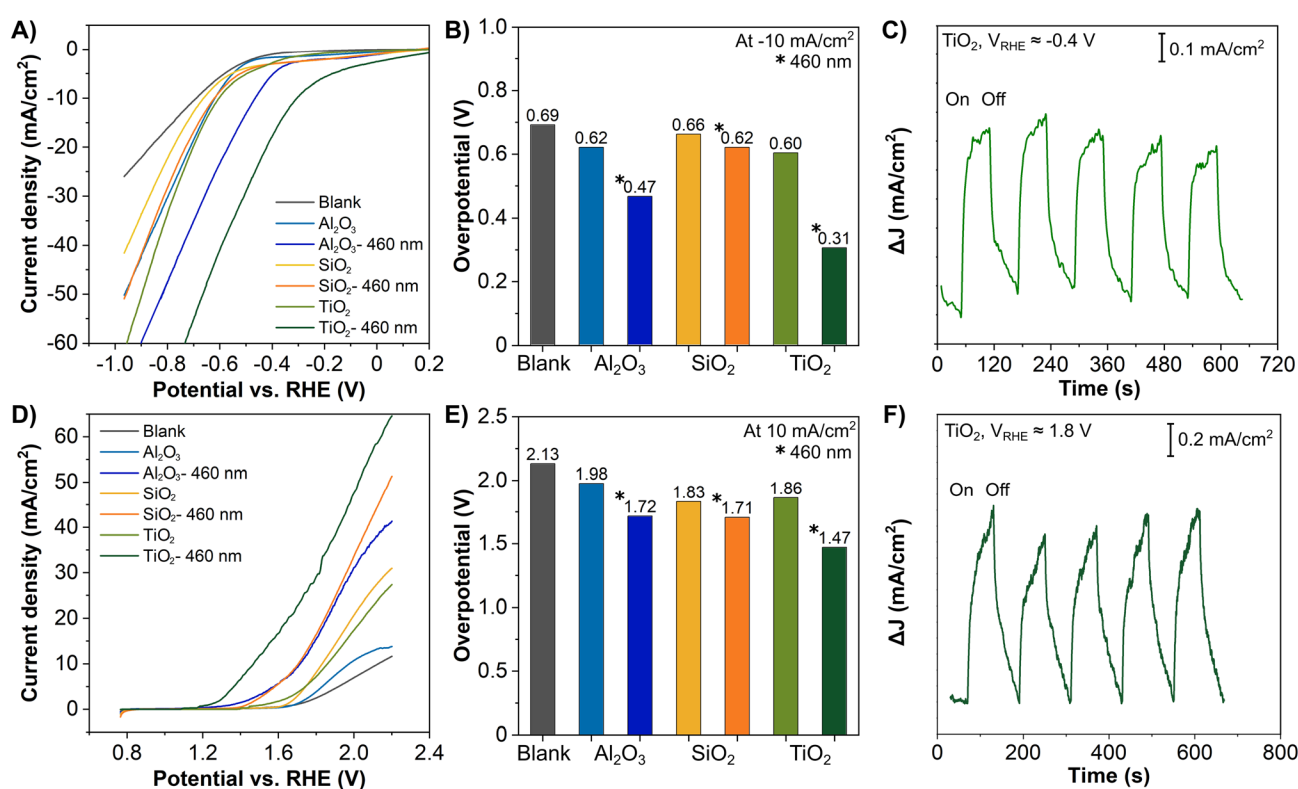 A)
Current density (mA/cm²)
0
-10
-20
-30
-40
-50
-60
Blank
Al₂O₃
Al₂O₃- 460 nm
SiO₂
SiO₂- 460 nm
TiO₂
TiO₂- 460 nm
-1.0
-0.8
-0.6
-0.4
-0.2
0
0.2
Potential vs. RHE (V)
B)
At -10 mA/cm²
* 460 nm
Overpotential (V)
1.0
0.8
0.6
0.4
0.2
0
0.69
0.62
*0.47
0.66
*0.62
0.60
*0.31
Blank
Al₂O₃
SiO₂
TiO₂
C)
TiO₂, V_RHE ≈ -0.4 V
0.1 mA/cm²
On Off
ΔJ (mA/cm²)
0
120
240
360
480
600
720
Time (s)
D)
Current density (mA/cm²)
60
50
40
30
20
10
0
Blank
Al₂O₃
Al₂O₃- 460 nm
SiO₂
SiO₂- 460 nm
TiO₂
TiO₂- 460 nm
0.8
1.2
1.6
2.0
2.4
Potential vs. RHE (V)
E)
At 10 mA/cm²
* 460 nm
Overpotential (V)
2.5
2.0
1.5
1.0
0.5
0
2.13
1.98
*1.72
1.83
*1.71
1.86
*1.47
Blank
Al₂O₃
SiO₂
TiO₂
F)
TiO₂, V_RHE ≈ 1.8 V
0.2 mA/cm²
On Off
ΔJ (mA/cm²)
0
200
400
600
800
Time (s)